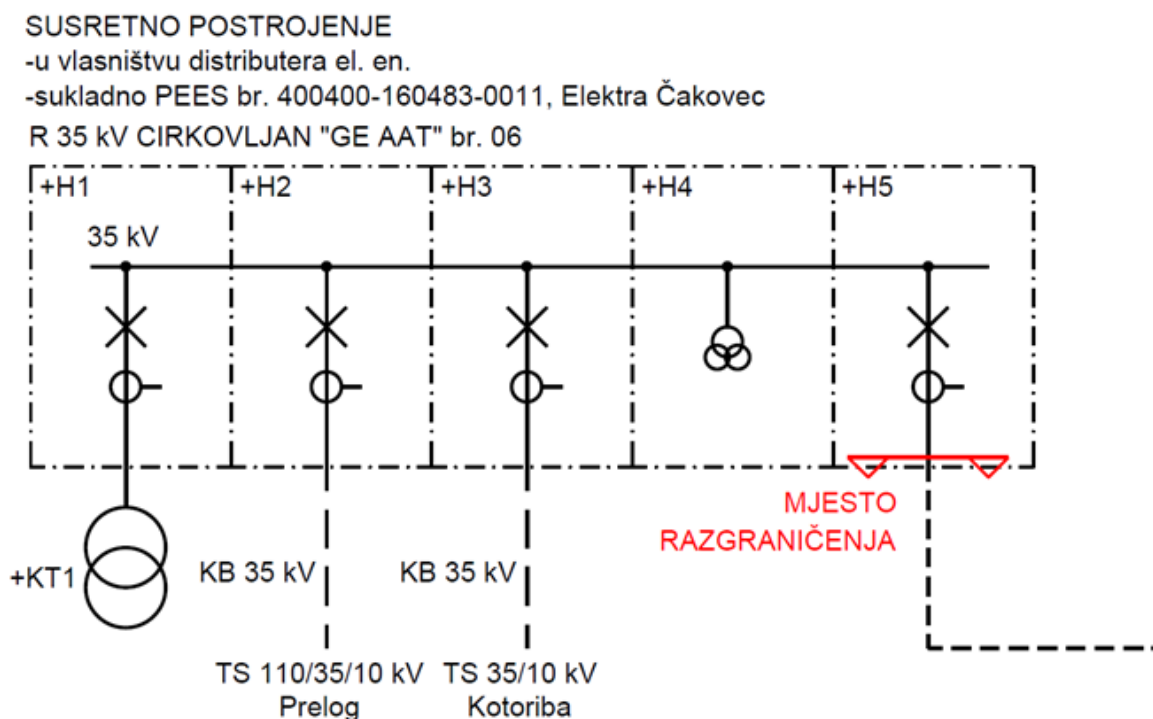 SUSRETNO POSTROJENJE
-u vlasništvu distributera el. en.
-sukladno PEES br. 400400-160483-0011, Elektra Čakovec
R 35 kV CIRKOVLJAN "GE AAT" br. 06
+H1
+H2
+H3
+H4
+H5
35 kV
MJESTO
RAZGRANIČENJA
+KT1
KB 35 kV
KB 35 kV
TS 110/35/10 kV
Prelog
TS 35/10 kV
Kotoriba